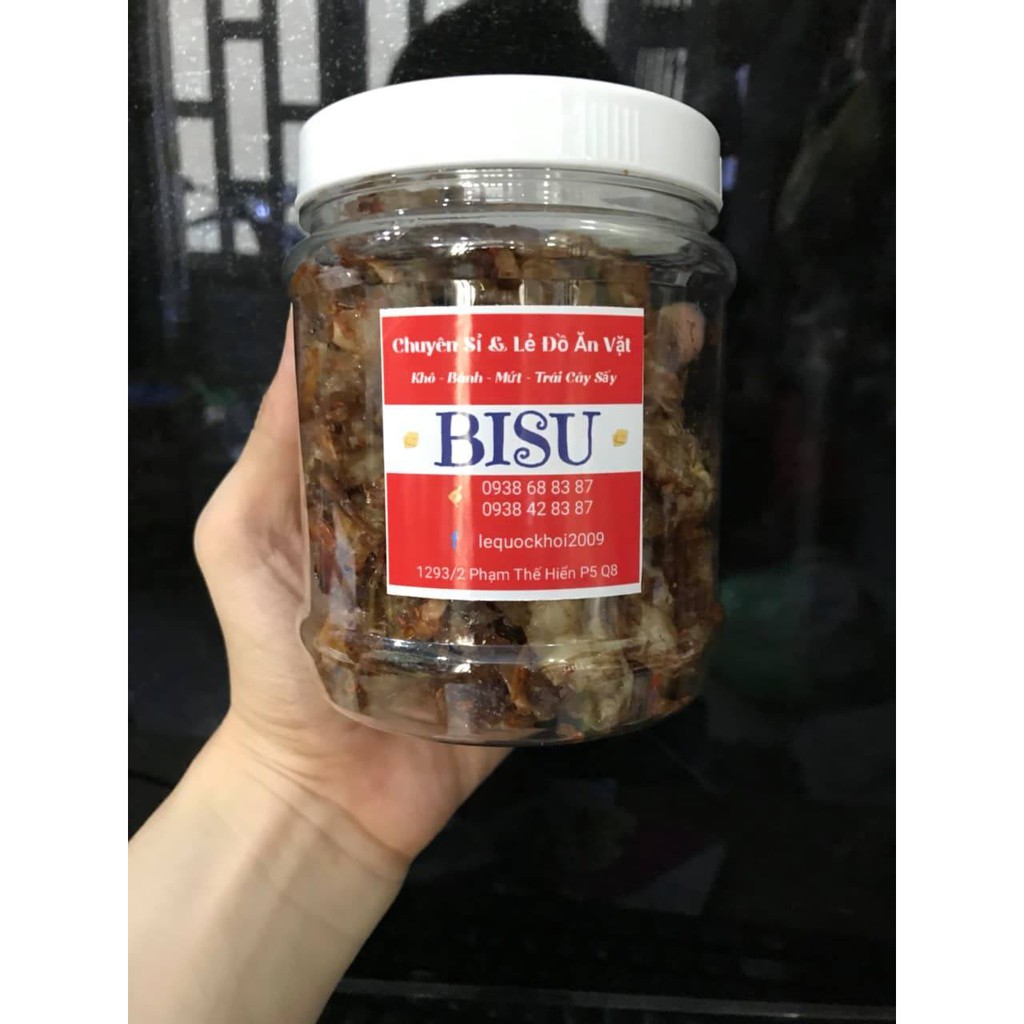 Chuyên Sỉ & Lẻ Đồ Ăn Vặt
Khô - Bánh - Mứt - Trái Cây Sấy
BISU
0938 68 83 87
0938 42 83 87
lequockhoi2009
1293/2 Phạm Thế Hiển P5 Q8